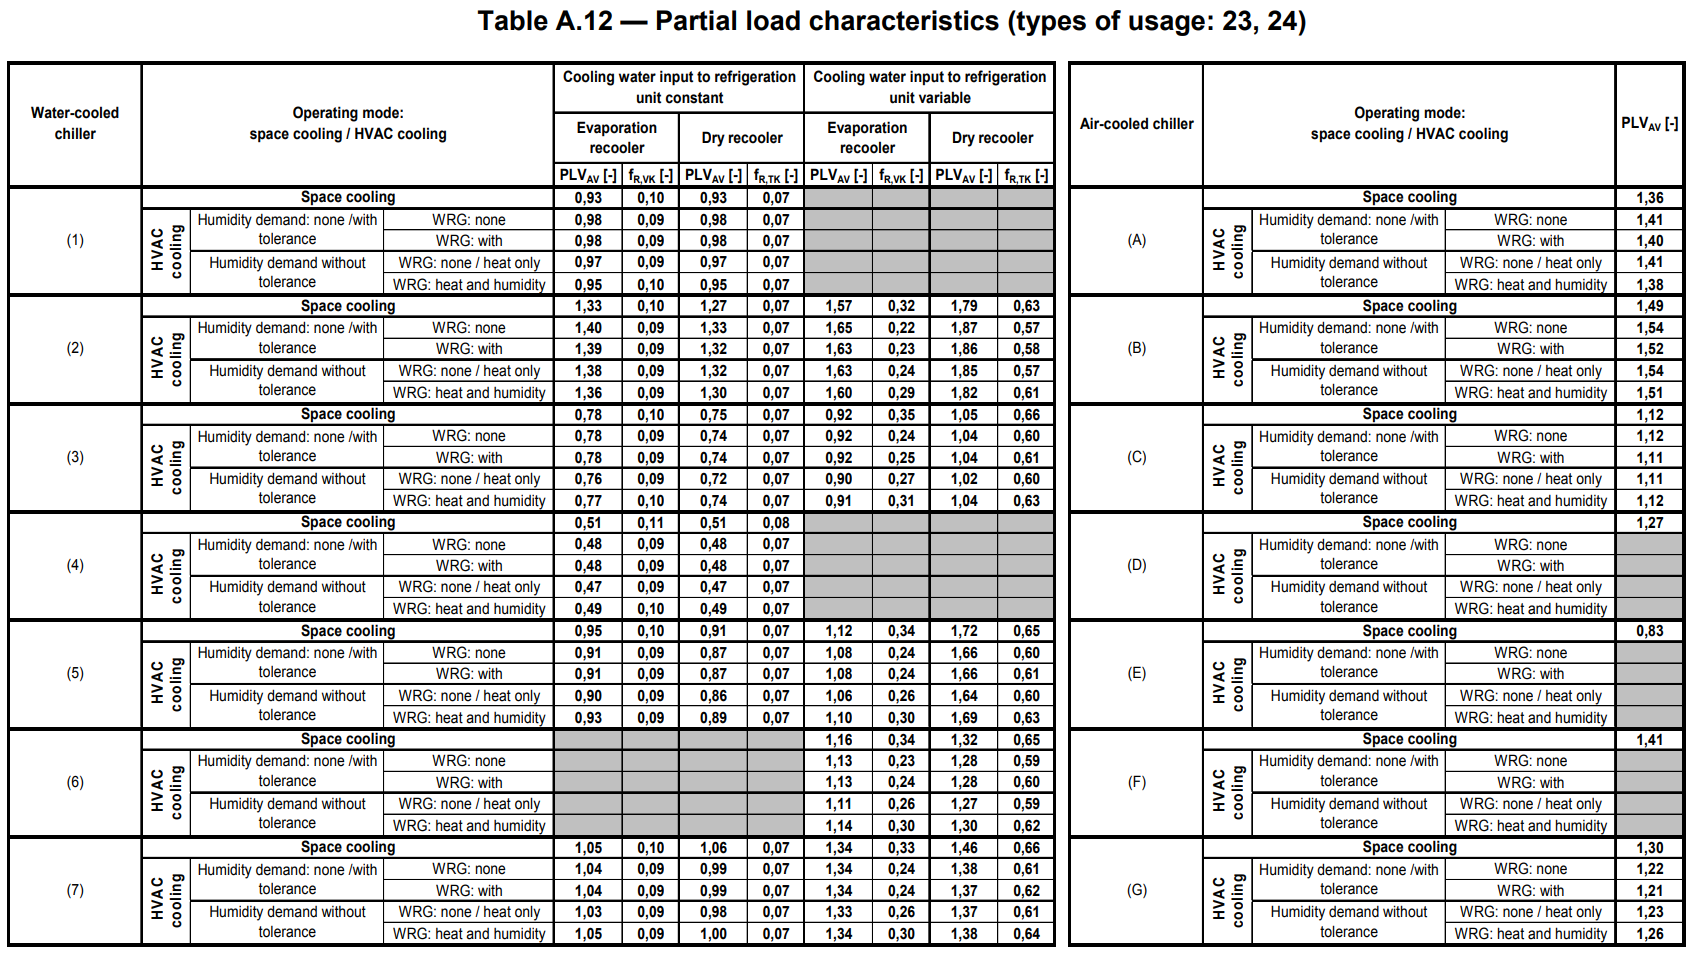 Table A.12 — Partial load characteristics (types of usage: 23, 24)
Water-cooled chiller
Operating mode:
space cooling / HVAC cooling
Cooling water input to refrigeration unit constant
Cooling water input to refrigeration unit variable
Evaporation recooler
Dry recooler
Evaporation recooler
Dry recooler
PLVAV [-] fR,VK [-] PLVAV [-] fR,TK [-] PLVAV [-] fR,VK [-] PLVAV [-] fR,TK [-]
(1)
Space cooling 0,93 0,10 0,93 0,07
HVAC cooling
Humidity demand: none /with tolerance
WRG: none 0,98 0,09 0,98 0,07
WRG: with 0,98 0,09 0,98 0,07
Humidity demand without tolerance
WRG: none / heat only 0,97 0,09 0,97 0,07
WRG: heat and humidity 0,95 0,10 0,95 0,07
(2)
Space cooling 1,33 0,10 1,27 0,07 1,57 0,32 1,79 0,63
HVAC cooling
Humidity demand: none /with tolerance
WRG: none 1,40 0,09 1,33 0,07 1,65 0,22 1,87 0,57
WRG: with 1,39 0,09 1,32 0,07 1,63 0,23 1,86 0,58
Humidity demand without tolerance
WRG: none / heat only 1,38 0,09 1,32 0,07 1,63 0,24 1,85 0,57
WRG: heat and humidity 1,36 0,09 1,30 0,07 1,60 0,29 1,82 0,61
(3)
Space cooling 0,78 0,10 0,75 0,07 0,92 0,35 1,05 0,66
HVAC cooling
Humidity demand: none /with tolerance
WRG: none 0,78 0,09 0,74 0,07 0,92 0,24 1,04 0,60
WRG: with 0,78 0,09 0,74 0,07 0,92 0,25 1,04 0,61
Humidity demand without tolerance
WRG: none / heat only 0,76 0,09 0,72 0,07 0,90 0,27 1,02 0,60
WRG: heat and humidity 0,77 0,10 0,74 0,07 0,91 0,31 1,04 0,63
(4)
Space cooling 0,51 0,11 0,51 0,08
HVAC cooling
Humidity demand: none /with tolerance
WRG: none 0,48 0,09 0,48 0,07
WRG: with 0,48 0,09 0,48 0,07
Humidity demand without tolerance
WRG: none / heat only 0,47 0,09 0,47 0,07
WRG: heat and humidity 0,49 0,10 0,49 0,07
(5)
Space cooling 0,95 0,10 0,91 0,07 1,12 0,34 1,72 0,65
HVAC cooling
Humidity demand: none /with tolerance
WRG: none 0,91 0,09 0,87 0,07 1,08 0,24 1,66 0,60
WRG: with 0,91 0,09 0,87 0,07 1,08 0,24 1,66 0,61
Humidity demand without tolerance
WRG: none / heat only 0,90 0,09 0,86 0,07 1,06 0,26 1,64 0,60
WRG: heat and humidity 0,93 0,09 0,89 0,07 1,10 0,30 1,69 0,63
(6)
Space cooling 1,16 0,34 1,32 0,65
HVAC cooling
Humidity demand: none /with tolerance
WRG: none 1,13 0,23 1,28 0,59
WRG: with 1,13 0,24 1,28 0,60
Humidity demand without tolerance
WRG: none / heat only 1,11 0,26 1,27 0,59
WRG: heat and humidity 1,14 0,30 1,30 0,62
(7)
Space cooling 1,05 0,10 1,06 0,07 1,34 0,33 1,46 0,66
HVAC cooling
Humidity demand: none /with tolerance
WRG: none 1,04 0,09 0,99 0,07 1,34 0,24 1,38 0,61
WRG: with 1,04 0,09 0,99 0,07 1,34 0,24 1,37 0,62
Humidity demand without tolerance
WRG: none / heat only 1,03 0,09 0,98 0,07 1,33 0,26 1,37 0,61
WRG: heat and humidity 1,05 0,09 1,00 0,07 1,34 0,30 1,38 0,64
Air-cooled chiller
Operating mode:
space cooling / HVAC cooling
PLVAV [-]
(A)
Space cooling 1,36
HVAC cooling
Humidity demand: none /with tolerance
WRG: none 1,41
WRG: with 1,40
Humidity demand without tolerance
WRG: none / heat only 1,41
WRG: heat and humidity 1,38
(B)
Space cooling 1,49
HVAC cooling
Humidity demand: none /with tolerance
WRG: none 1,54
WRG: with 1,52
Humidity demand without tolerance
WRG: none / heat only 1,54
WRG: heat and humidity 1,51
(C)
Space cooling 1,12
HVAC cooling
Humidity demand: none /with tolerance
WRG: none 1,12
WRG: with 1,11
Humidity demand without tolerance
WRG: none / heat only 1,11
WRG: heat and humidity 1,12
(D)
Space cooling 1,27
HVAC cooling
Humidity demand: none /with tolerance
WRG: none
WRG: with
Humidity demand without tolerance
WRG: none / heat only
WRG: heat and humidity
(E)
Space cooling 0,83
HVAC cooling
Humidity demand: none /with tolerance
WRG: none
WRG: with
Humidity demand without tolerance
WRG: none / heat only
WRG: heat and humidity
(F)
Space cooling 1,41
HVAC cooling
Humidity demand: none /with tolerance
WRG: none
WRG: with
Humidity demand without tolerance
WRG: none / heat only
WRG: heat and humidity
(G)
Space cooling 1,30
HVAC cooling
Humidity demand: none /with tolerance
WRG: none 1,22
WRG: with 1,21
Humidity demand without tolerance
WRG: none / heat only 1,23
WRG: heat and humidity 1,26